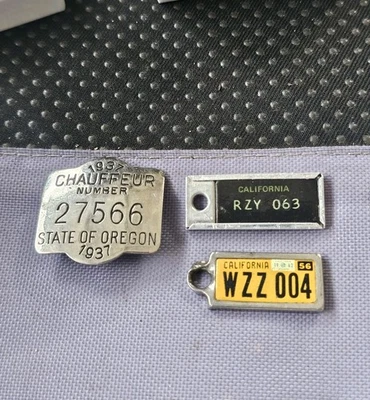 1937
CHAUFFEUR
NUMBER
27566
STATE OF OREGON
1937
CALIFORNIA
RZY 063
CALIFORNIA 56
WZZ 004